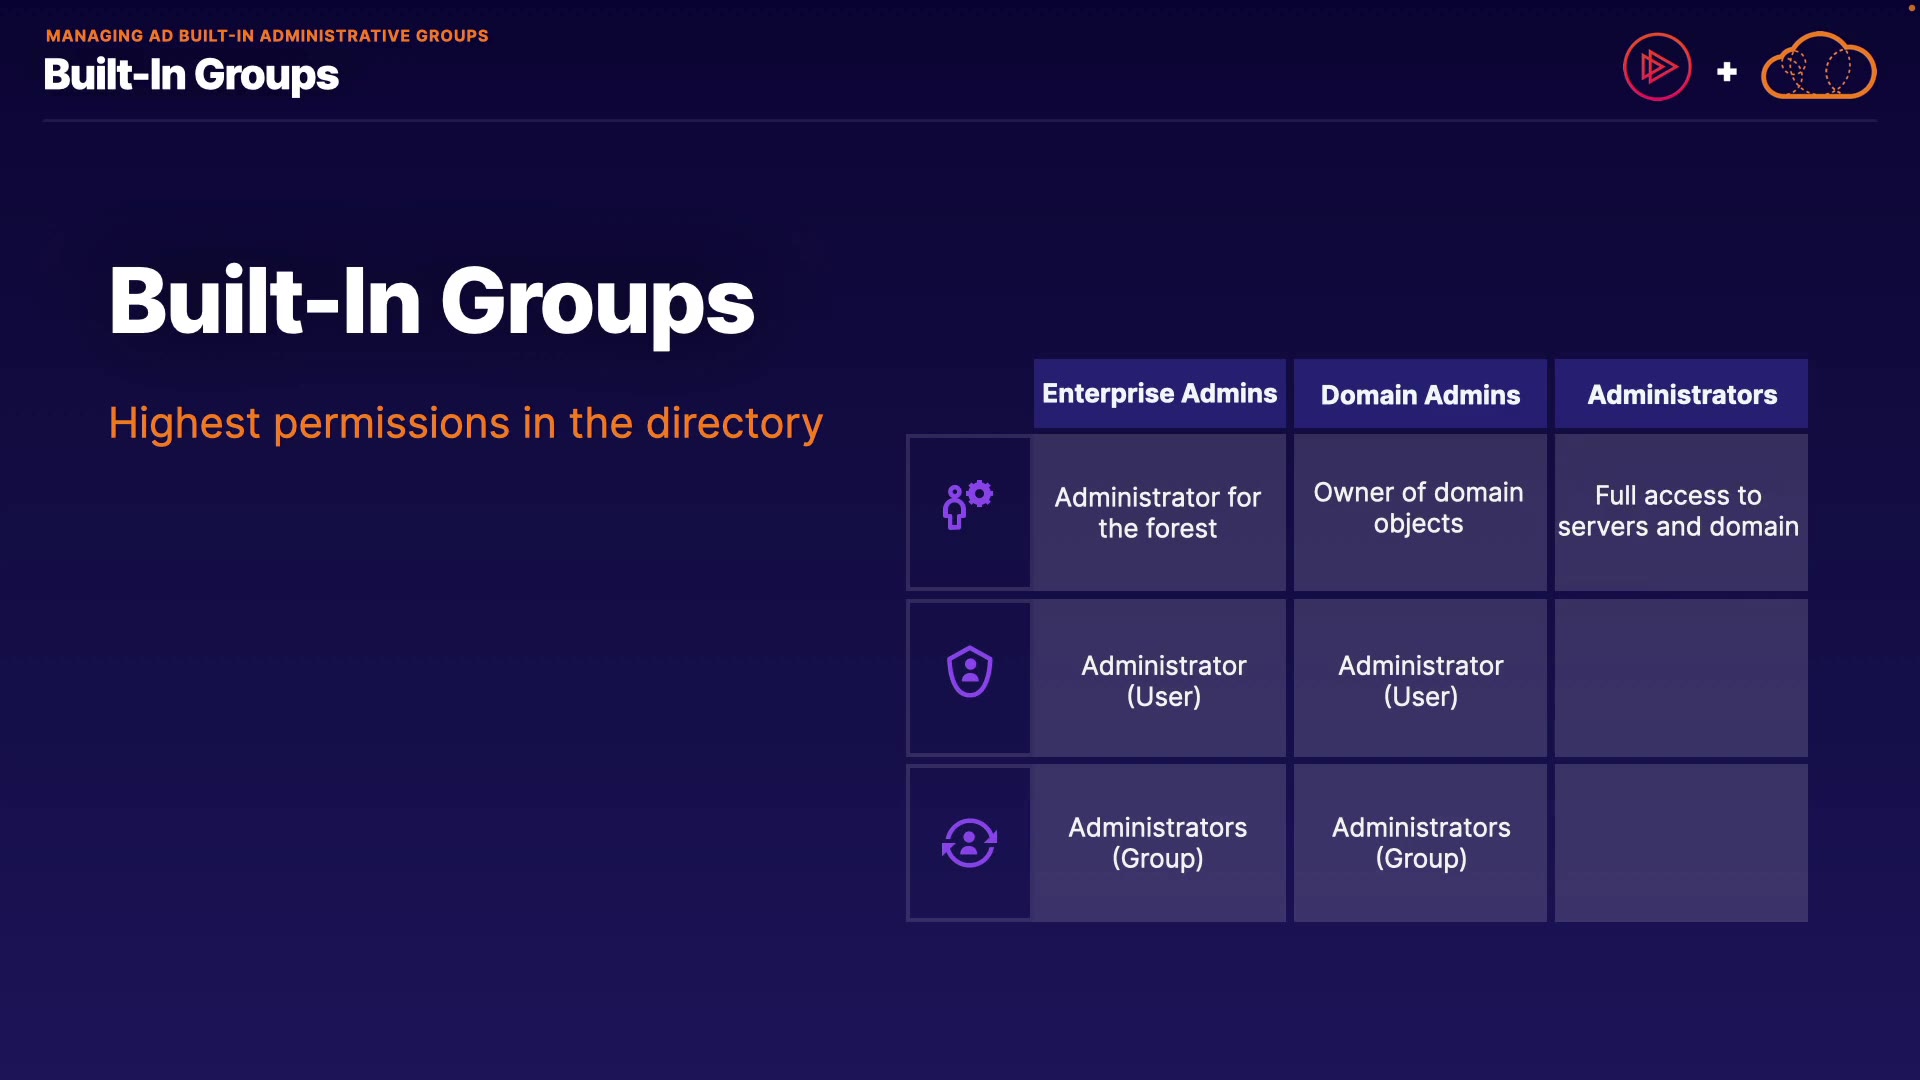 MANAGING AD BUILT-IN ADMINISTRATIVE GROUPS
Built-In Groups
Built-In Groups
Highest permissions in the directory
Enterprise Admins
Domain Admins
Administrators
Administrator for
the forest
Owner of domain
objects
Full access to
servers and domain
Administrator
(User)
Administrator
(User)
Administrators
(Group)
Administrators
(Group)